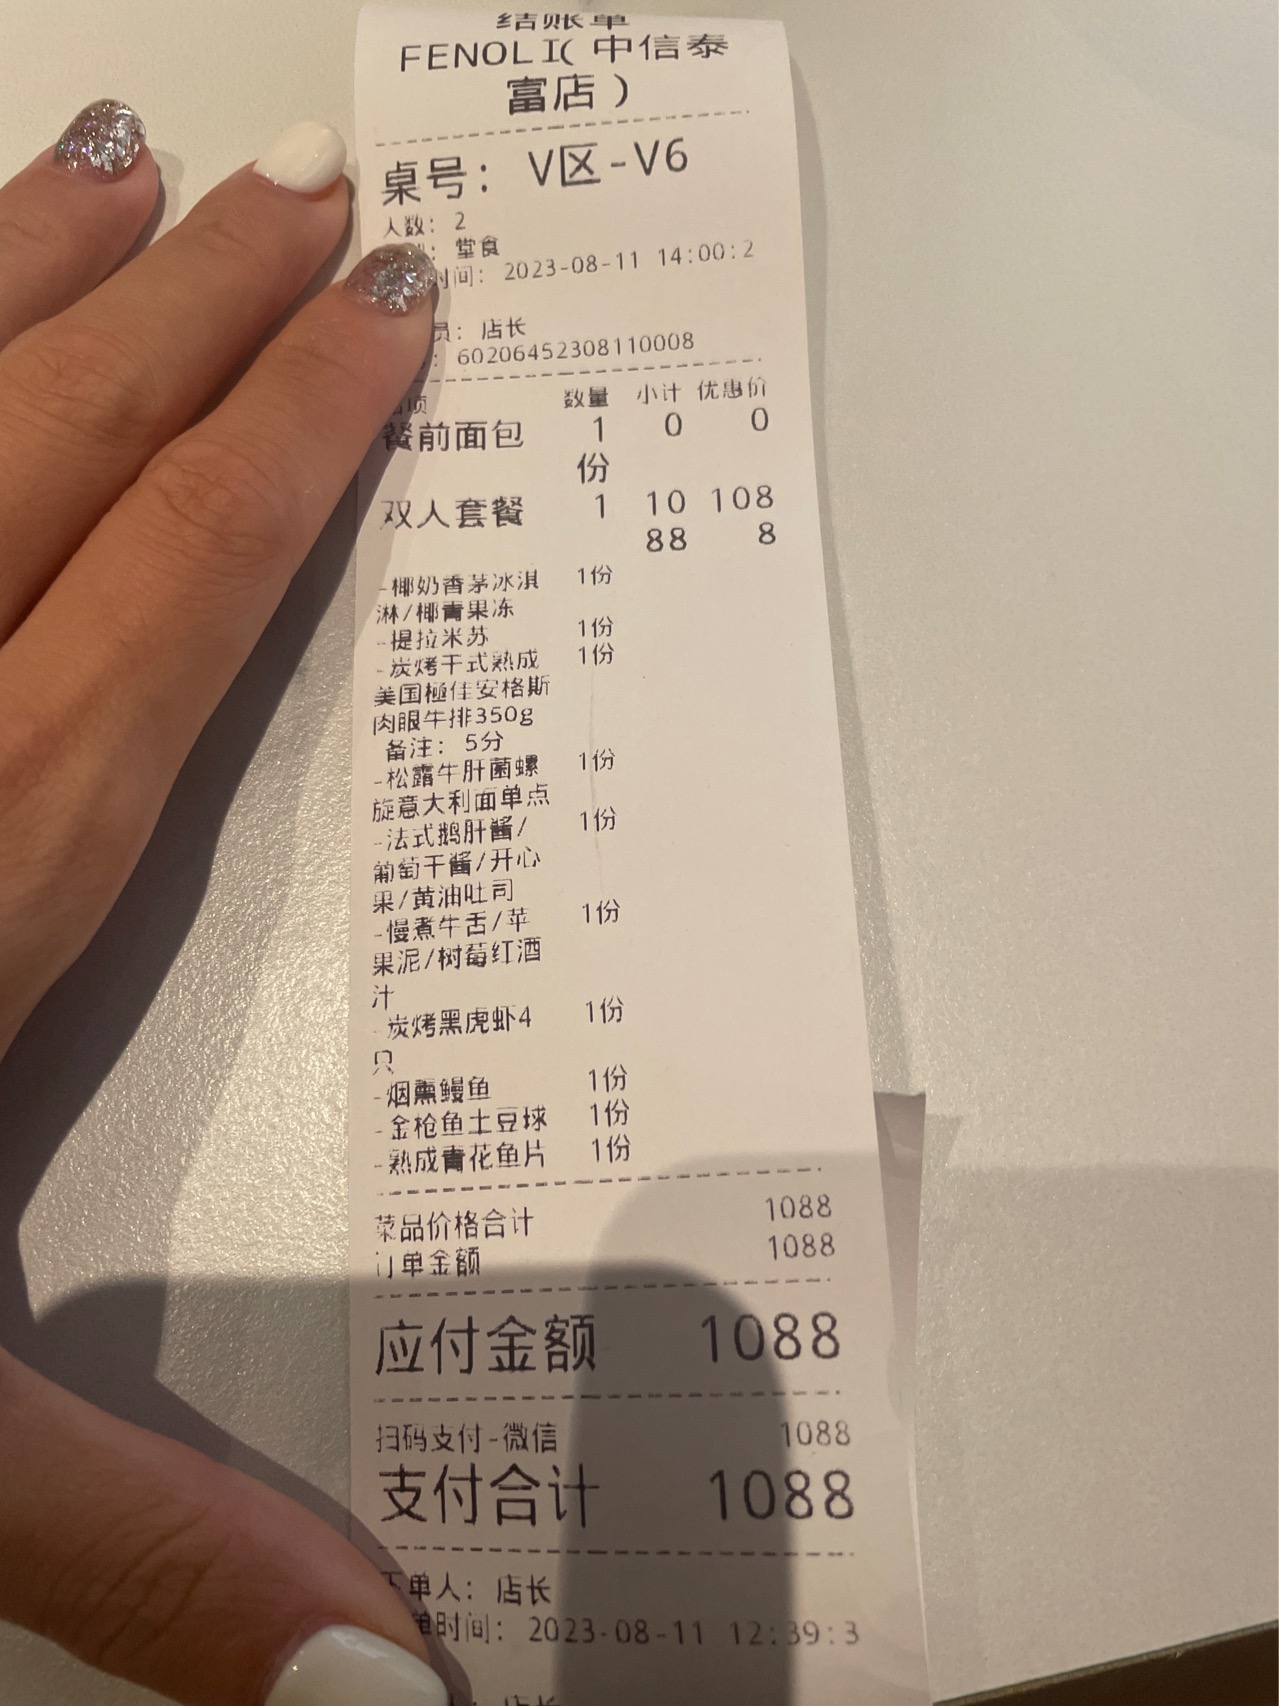 结账单
FENOLI(中信泰
富店)
桌号: V区-V6
人数: 2
: 堂食
时间: 2023-08-11 14:00:2
员: 店长
: 60206452308110008
项 数量 小计 优惠价
餐前面包 1 0 0
份
双人套餐 1 10 108
88 8
-椰奶香茅冰淇 1份
淋/椰青果冻
-提拉米苏 1份
-炭烤干式熟成 1份
美国極佳安格斯
肉眼牛排350g
备注: 5分
-松露牛肝菌螺 1份
旋意大利面单点
-法式鹅肝酱/ 1份
葡萄干酱/开心
果/黄油吐司
-慢煮牛舌/苹 1份
果泥/树莓红酒
汁
-炭烤黑虎虾4 1份
只
-烟熏鳗鱼 1份
-金枪鱼土豆球 1份
-熟成青花鱼片 1份
菜品价格合计 1088
订单金额 1088
应付金额 1088
扫码支付-微信 1088
支付合计 1088
下单人: 店长
单时间: 2023-08-11 12:39:3
人: 店长